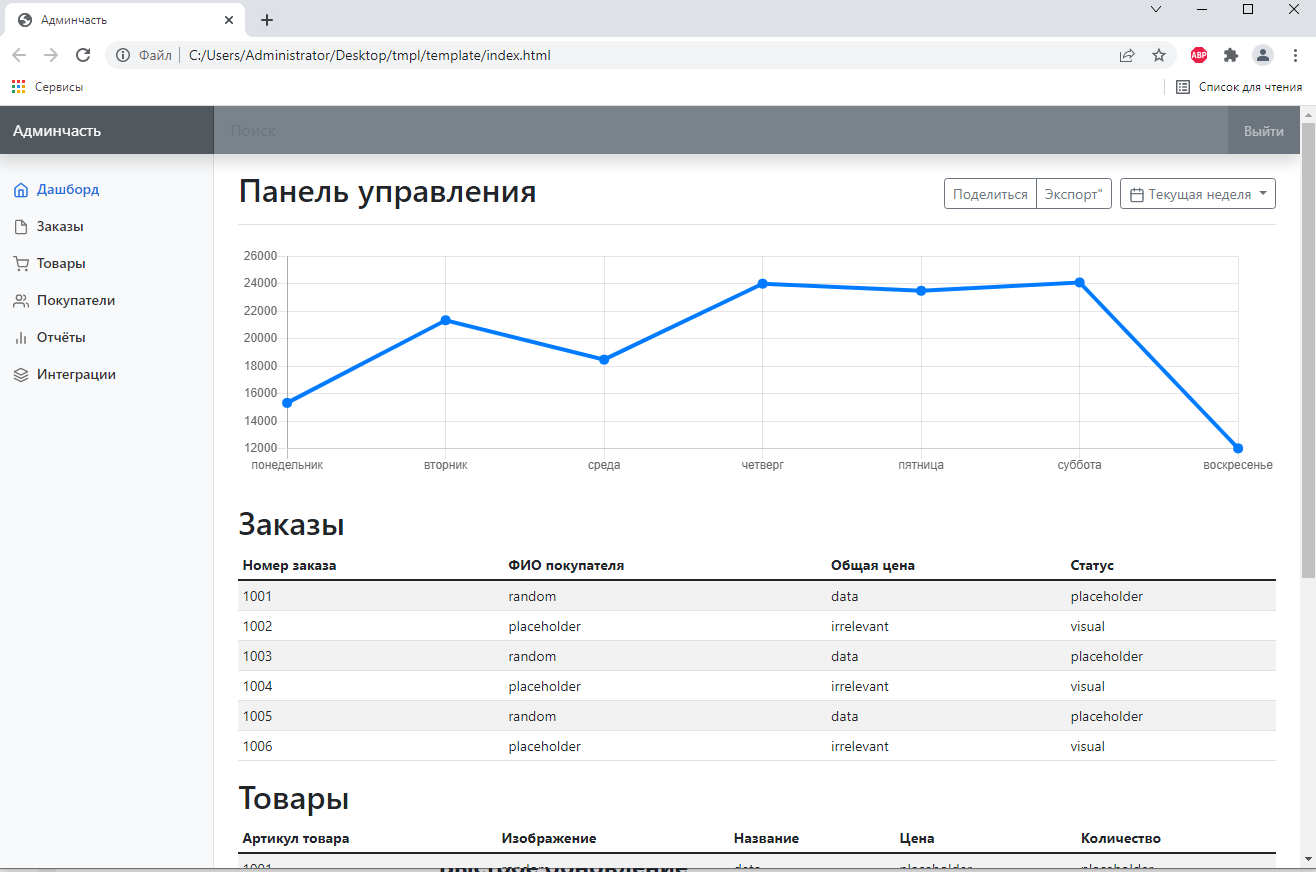 Админчасть
Файл C:/Users/Administrator/Desktop/tmpl/template/index.html ABP
Сервисы Список для чтения
Админчасть Поиск Выйти
Дашборд
Заказы
Товары
Покупатели
Отчёты
Интеграции
Панель управления Поделиться Экспорт" Текущая неделя
26000
24000
22000
20000
18000
16000
14000
12000
понедельник вторник среда четверг пятница суббота воскресенье
Заказы
Номер заказа ФИО покупателя Общая цена Статус
1001 random data placeholder
1002 placeholder irrelevant visual
1003 random data placeholder
1004 placeholder irrelevant visual
1005 random data placeholder
1006 placeholder irrelevant visual
Товары
Артикул товара Изображение Название Цена Количество
1001 random data placeholder placeholder